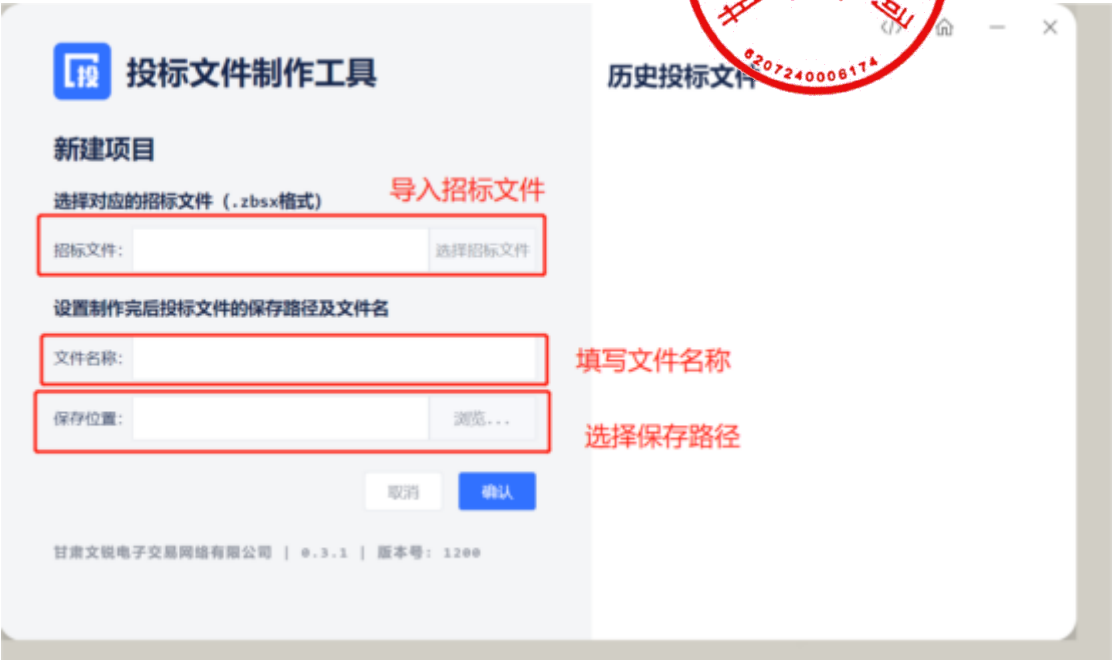 投
投标文件制作工具
新建项目
选择对应的招标文件（.zbsx格式）
导入招标文件
招标文件：
选择招标文件
设置制作完后投标文件的保存路径及文件名
文件名称：
填写文件名称
保存位置：
浏览...
选择保存路径
取消
确认
甘肃文锐电子交易网络有限公司 | 0.3.1 | 版本号：1200
历史投标文件
</>
6207240006174